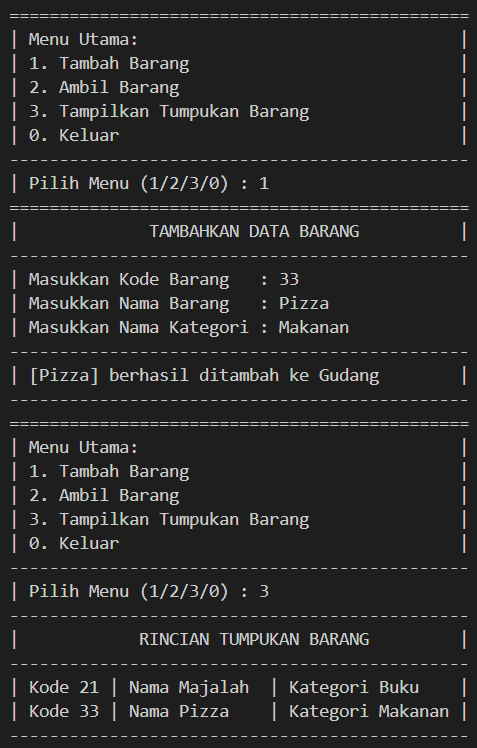 ==============================================
| Menu Utama:                                |
| 1. Tambah Barang                           |
| 2. Ambil Barang                            |
| 3. Tampilkan Tumpukan Barang               |
| 0. Keluar                                  |
----------------------------------------------
| Pilih Menu (1/2/3/0) : 1
==============================================
|             TAMBAHKAN DATA BARANG          |
----------------------------------------------
| Masukkan Kode Barang   : 33
| Masukkan Nama Barang   : Pizza
| Masukkan Nama Kategori : Makanan
----------------------------------------------
| [Pizza] berhasil ditambah ke Gudang        |
----------------------------------------------
==============================================
| Menu Utama:                                |
| 1. Tambah Barang                           |
| 2. Ambil Barang                            |
| 3. Tampilkan Tumpukan Barang               |
| 0. Keluar                                  |
----------------------------------------------
| Pilih Menu (1/2/3/0) : 3
----------------------------------------------
|            RINCIAN TUMPUKAN BARANG         |
----------------------------------------------
| Kode 21 | Nama Majalah  | Kategori Buku    |
| Kode 33 | Nama Pizza    | Kategori Makanan |
----------------------------------------------